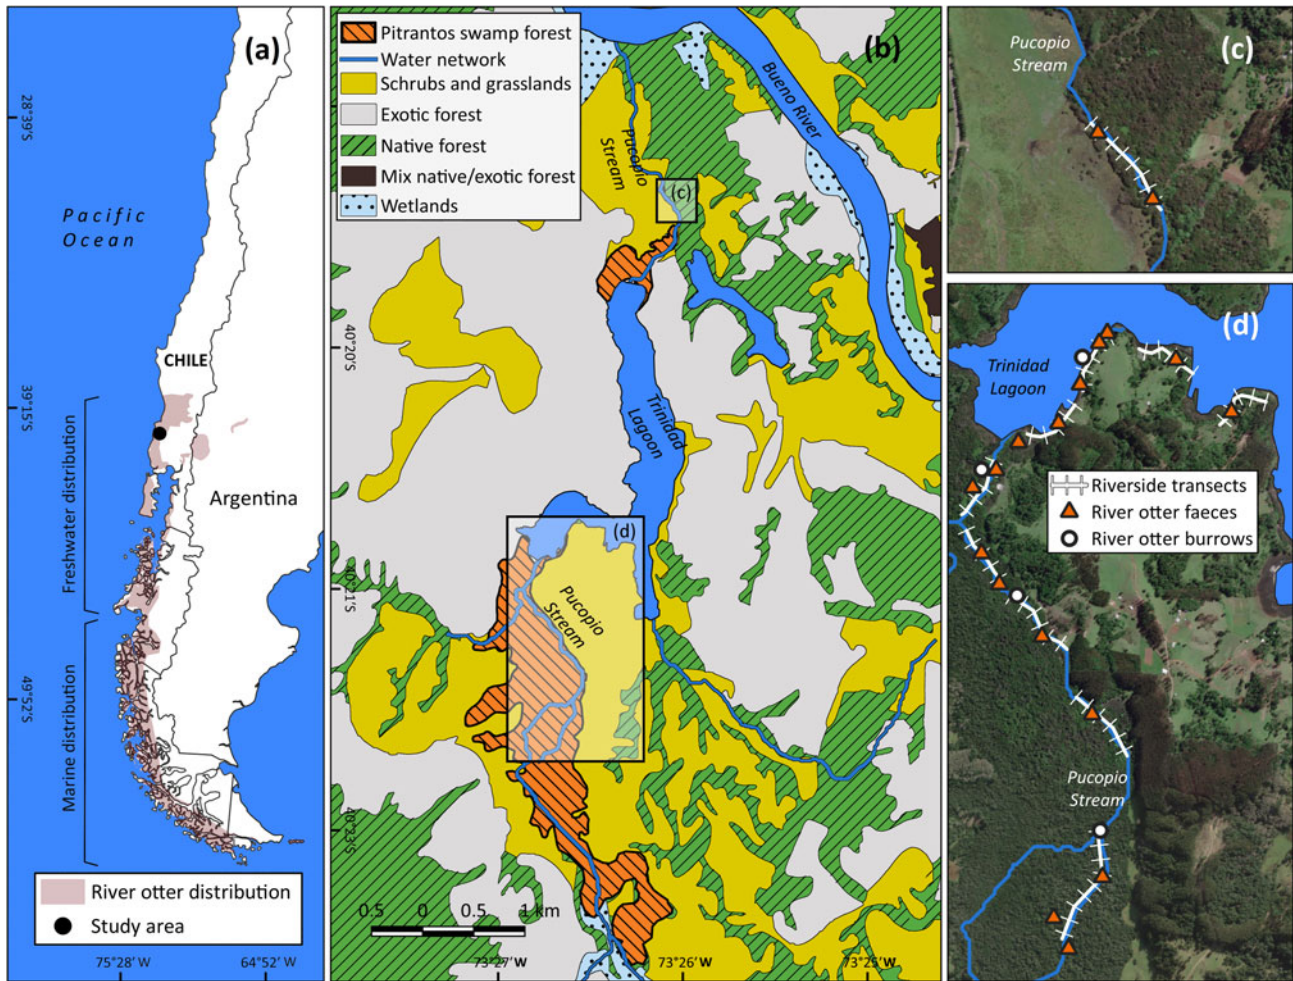 (a)
28°39'S
Pacific
Ocean
CHILE
39°15'S
Argentina
Freshwater distribution
49°52'S
Marine distribution
River otter distribution
Study area
75°28'W
64°52'W
(b)
Pitrantos swamp forest
Water network
Schrubs and grasslands
Exotic forest
Native forest
Mix native/exotic forest
Wetlands
Bueno River
Pucopio
Stream
(c)
40°20'S
Trinidad
Lagoon
(d)
40°21'S
Pucopio
Stream
40°23'S
0.5 0 0.5 1 km
73°27'W
73°26'W
73°25'W
(c)
Pucopio
Stream
(d)
Trinidad
Lagoon
Riverside transects
River otter faeces
River otter burrows
Pucopio
Stream